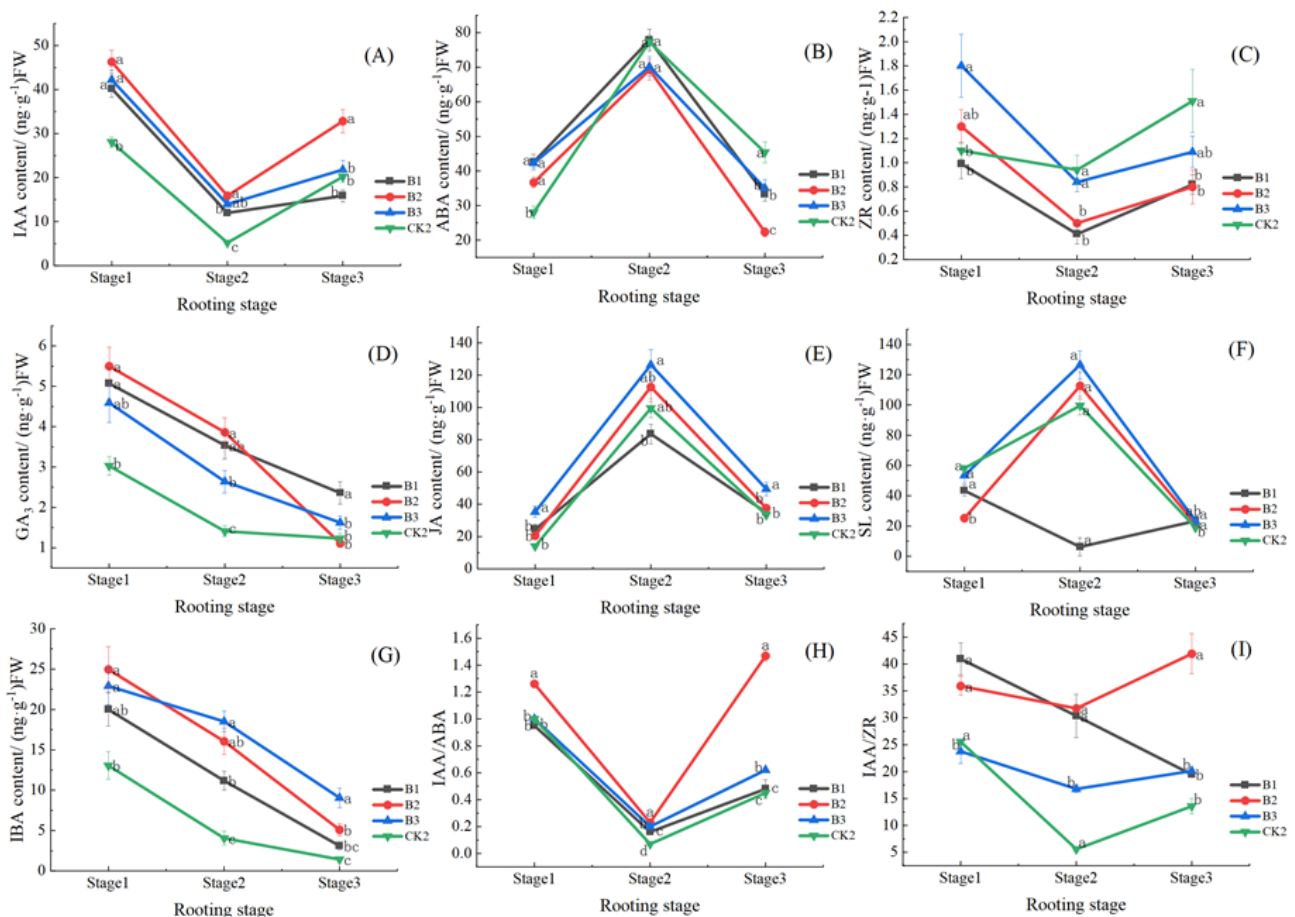 (A)
IAA content/ (ng·g⁻¹)FW
50
40
30
20
10
0
a
a
a
b
a
ab
b
c
a
b
b
b
B1
B2
B3
CK2
Stage1 Stage2 Stage3
Rooting stage
(B)
ABA content/ (ng·g⁻¹)FW
80
70
60
50
40
30
20
a
a
a
b
a
a
a
a
a
b
b
c
B1
B2
B3
CK2
Stage1 Stage2 Stage3
Rooting stage
(C)
ZR content/ (ng·g-1)FW
2.2
2.0
1.8
1.6
1.4
1.2
1.0
0.8
0.6
0.4
0.2
a
ab
b
b
a
a
b
b
a
ab
b
b
B1
B2
B3
CK2
Stage1 Stage2 Stage3
Rooting stage
(D)
GA₃ content/ (ng·g⁻¹)FW
6
5
4
3
2
1
a
a
ab
b
a
ab
b
c
a
b
b
b
B1
B2
B3
CK2
Stage1 Stage2 Stage3
Rooting stage
(E)
JA content/ (ng·g⁻¹)FW
140
120
100
80
60
40
20
0
a
b
b
b
a
ab
ab
b
a
b
b
b
B1
B2
B3
CK2
Stage1 Stage2 Stage3
Rooting stage
(F)
SL content/ (ng·g⁻¹)FW
140
120
100
80
60
40
20
0
a
a
a
b
a
a
a
a
ab
a
a
b
B1
B2
B3
CK2
Stage1 Stage2 Stage3
Rooting stage
(G)
IBA content/ (ng·g⁻¹)FW
30
25
20
15
10
5
0
a
a
ab
b
a
ab
b
c
a
b
bc
c
B1
B2
B3
CK2
Stage1 Stage2 Stage3
Rooting stage
(H)
IAA/ABA
1.6
1.4
1.2
1.0
0.8
0.6
0.4
0.2
0.0
a
b
b
b
a
b
c
d
a
b
c
c
B1
B2
B3
CK2
Stage1 Stage2 Stage3
Rooting stage
(I)
IAA/ZR
45
40
35
30
25
20
15
10
5
a
a
a
b
a
a
b
a
a
b
b
b
B1
B2
B3
CK2
Stage1 Stage2 Stage3
Rooting stage